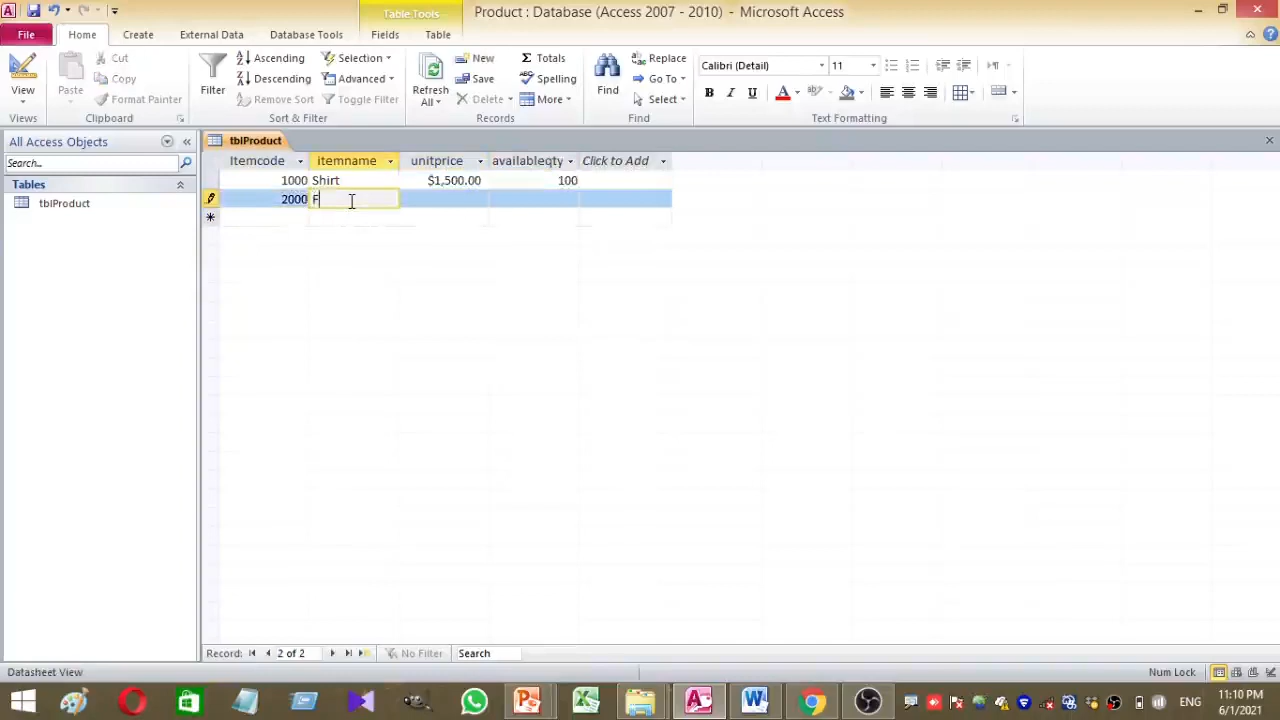 Table Tools
Product : Database (Access 2007 - 2010) - Microsoft Access
File Home Create External Data Database Tools Fields Table
View
Views
Paste
Cut
Copy
Format Painter
Clipboard
Filter
Ascending
Descending
Remove Sort
Selection
Advanced
Toggle Filter
Sort & Filter
Refresh
All
New
Save
Delete
Totals
Spelling
More
Records
Find
Replace
Go To
Select
Find
Calibri (Detail) 11
B I U A
Text Formatting
All Access Objects
Search...
Tables
tblProduct
tblProduct
Itemcode itemname unitprice availableqty Click to Add
1000 Shirt $1,500.00 100
2000 F
Record: 2 of 2 No Filter Search
Datasheet View
Num Lock
ENG
11:10 PM
6/1/2021